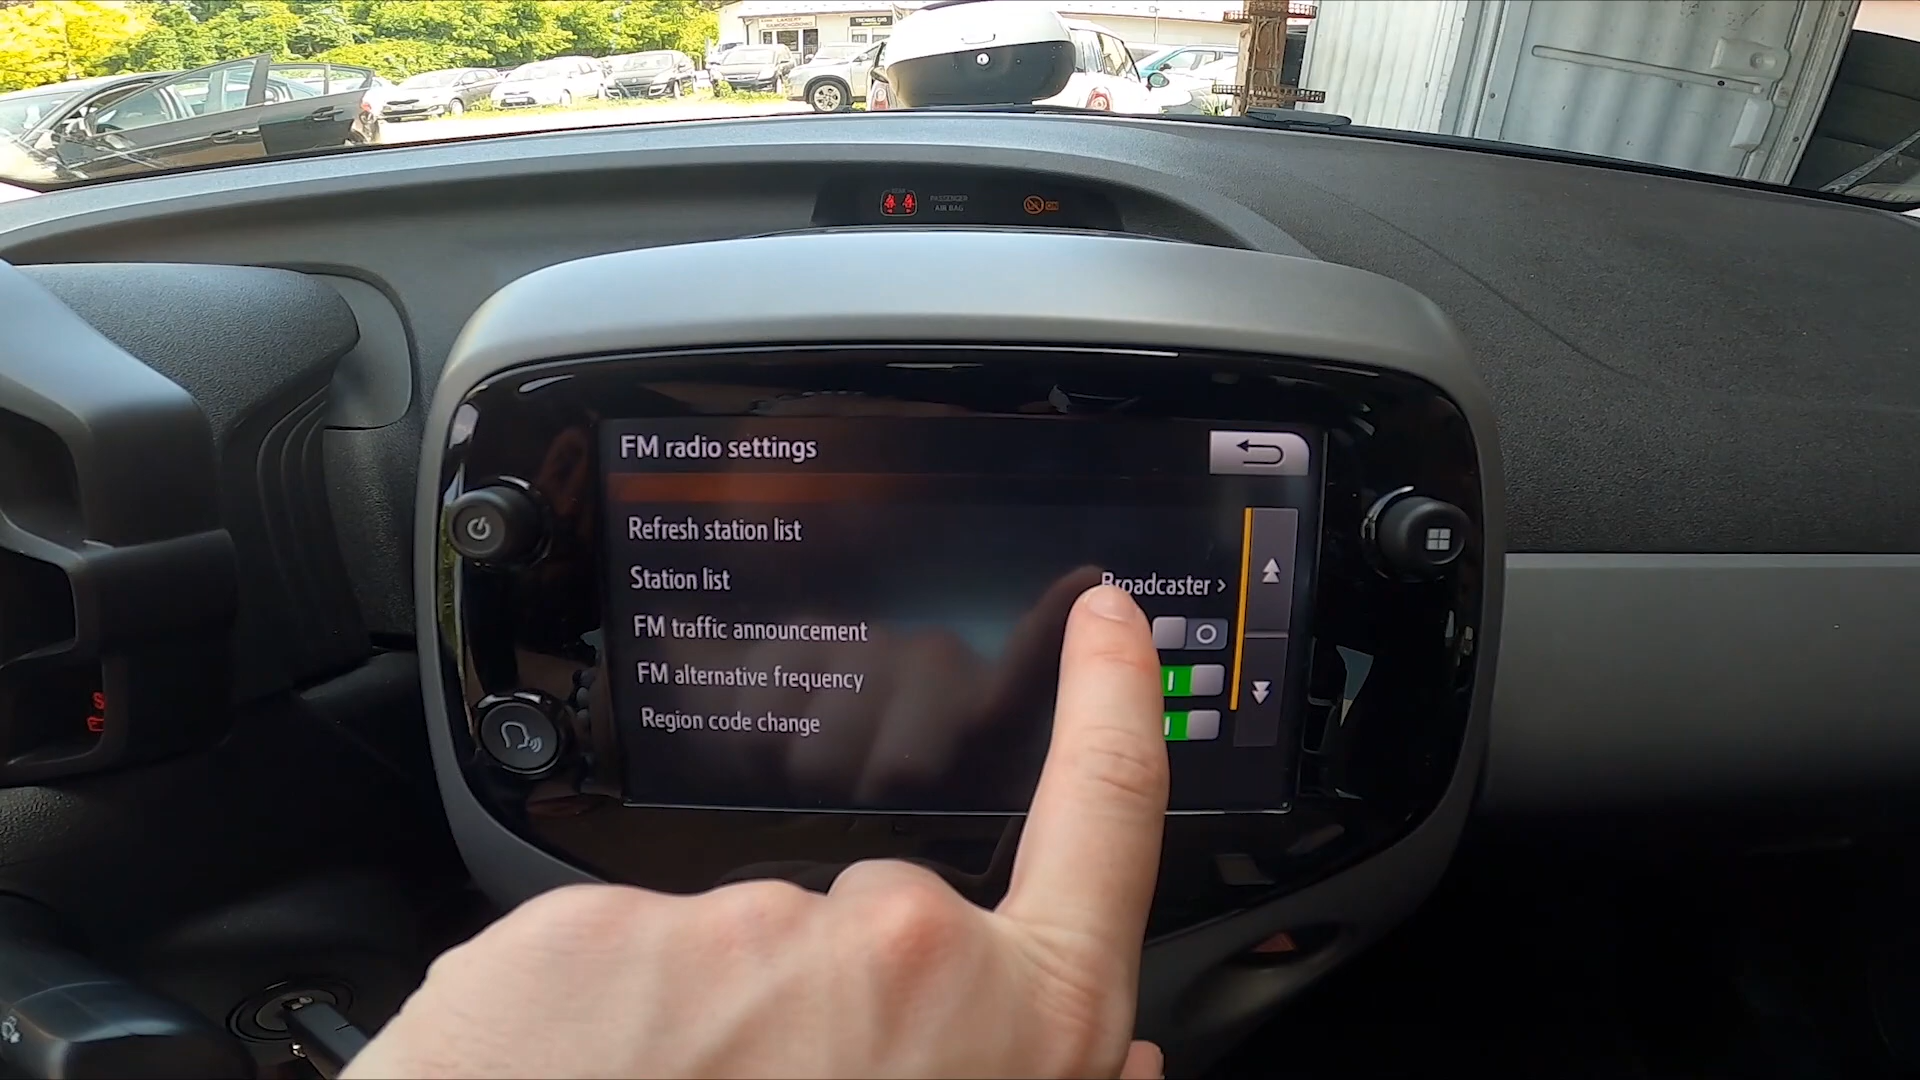 PASSENGER
AIR BAG
FM radio settings
Refresh station list
Station list
Broadcaster >
FM traffic announcement
FM alternative frequency
Region code change